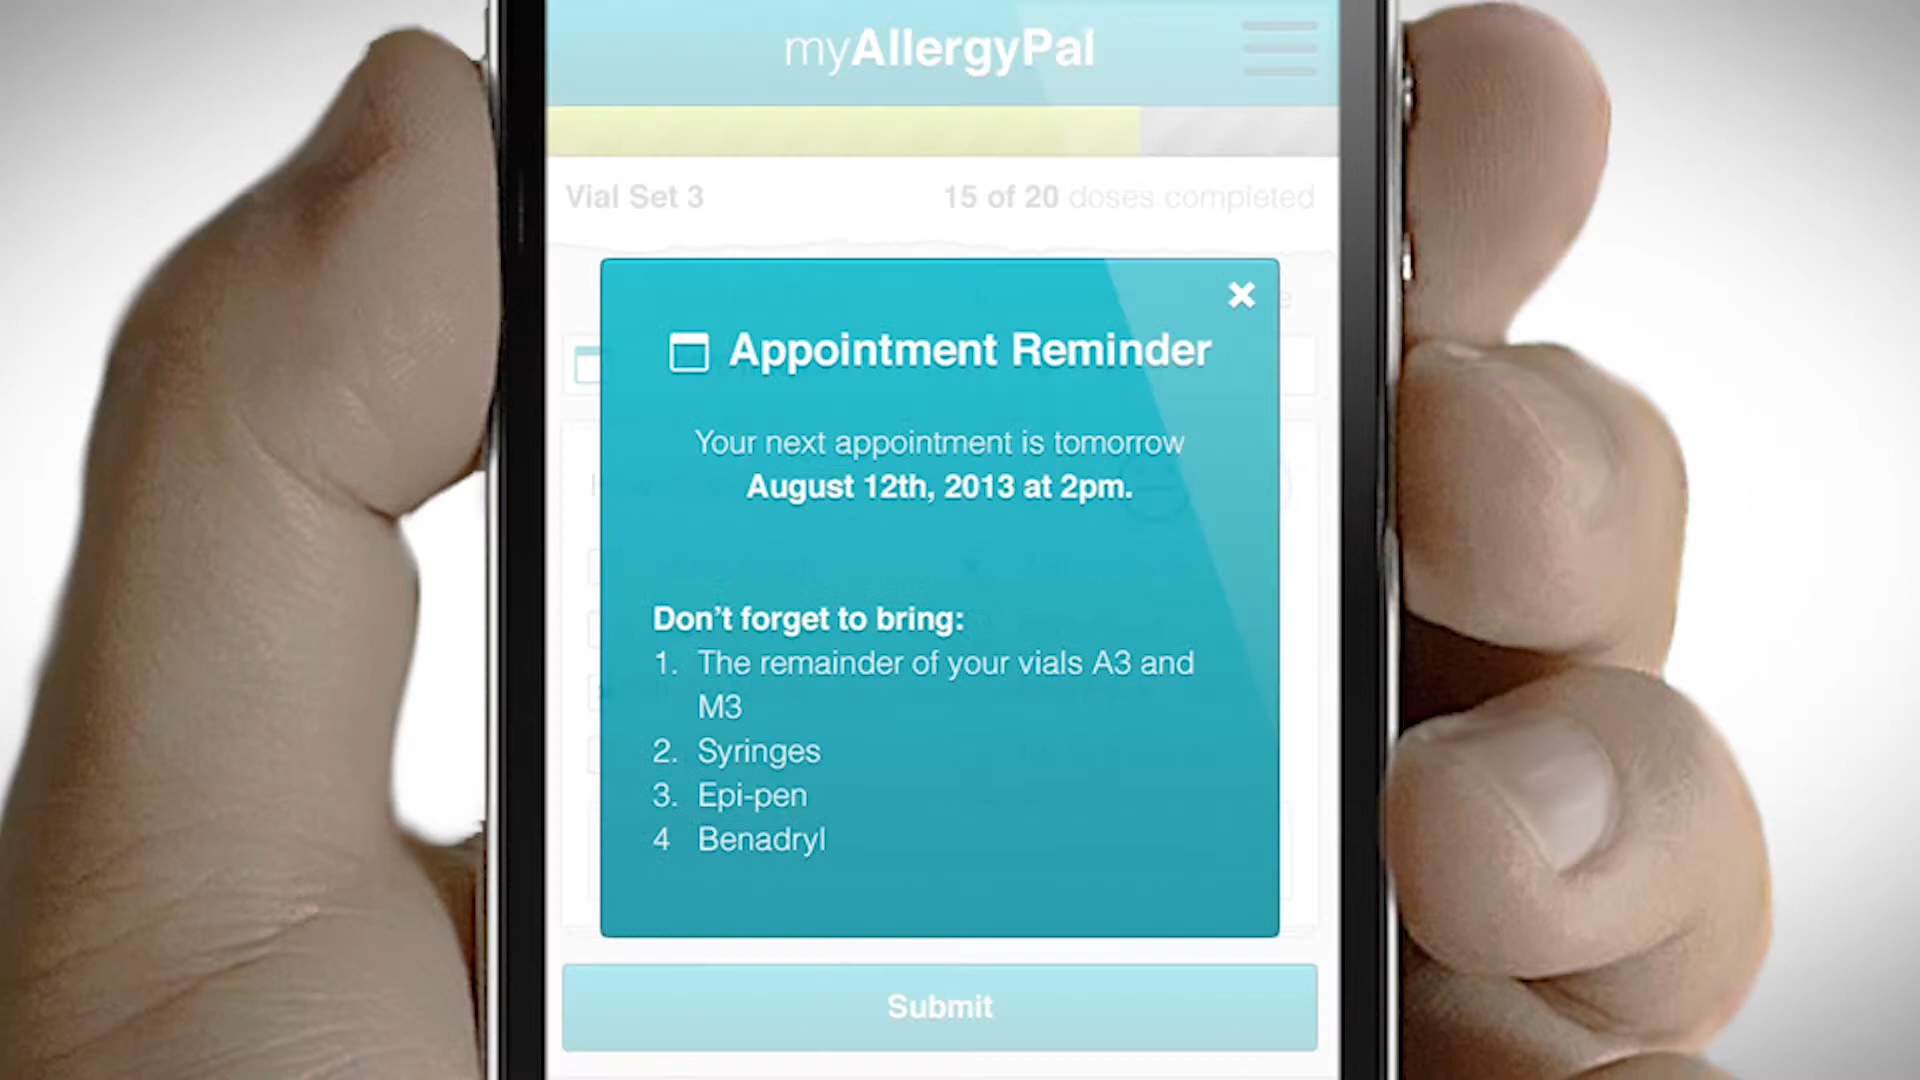 myAllergyPal
Vial Set 3
15 of 20 doses completed
Appointment Reminder
Your next appointment is tomorrow
August 12th, 2013 at 2pm.
Don't forget to bring:
1. The remainder of your vials A3 and
M3
2. Syringes
3. Epi-pen
4 Benadryl
Submit